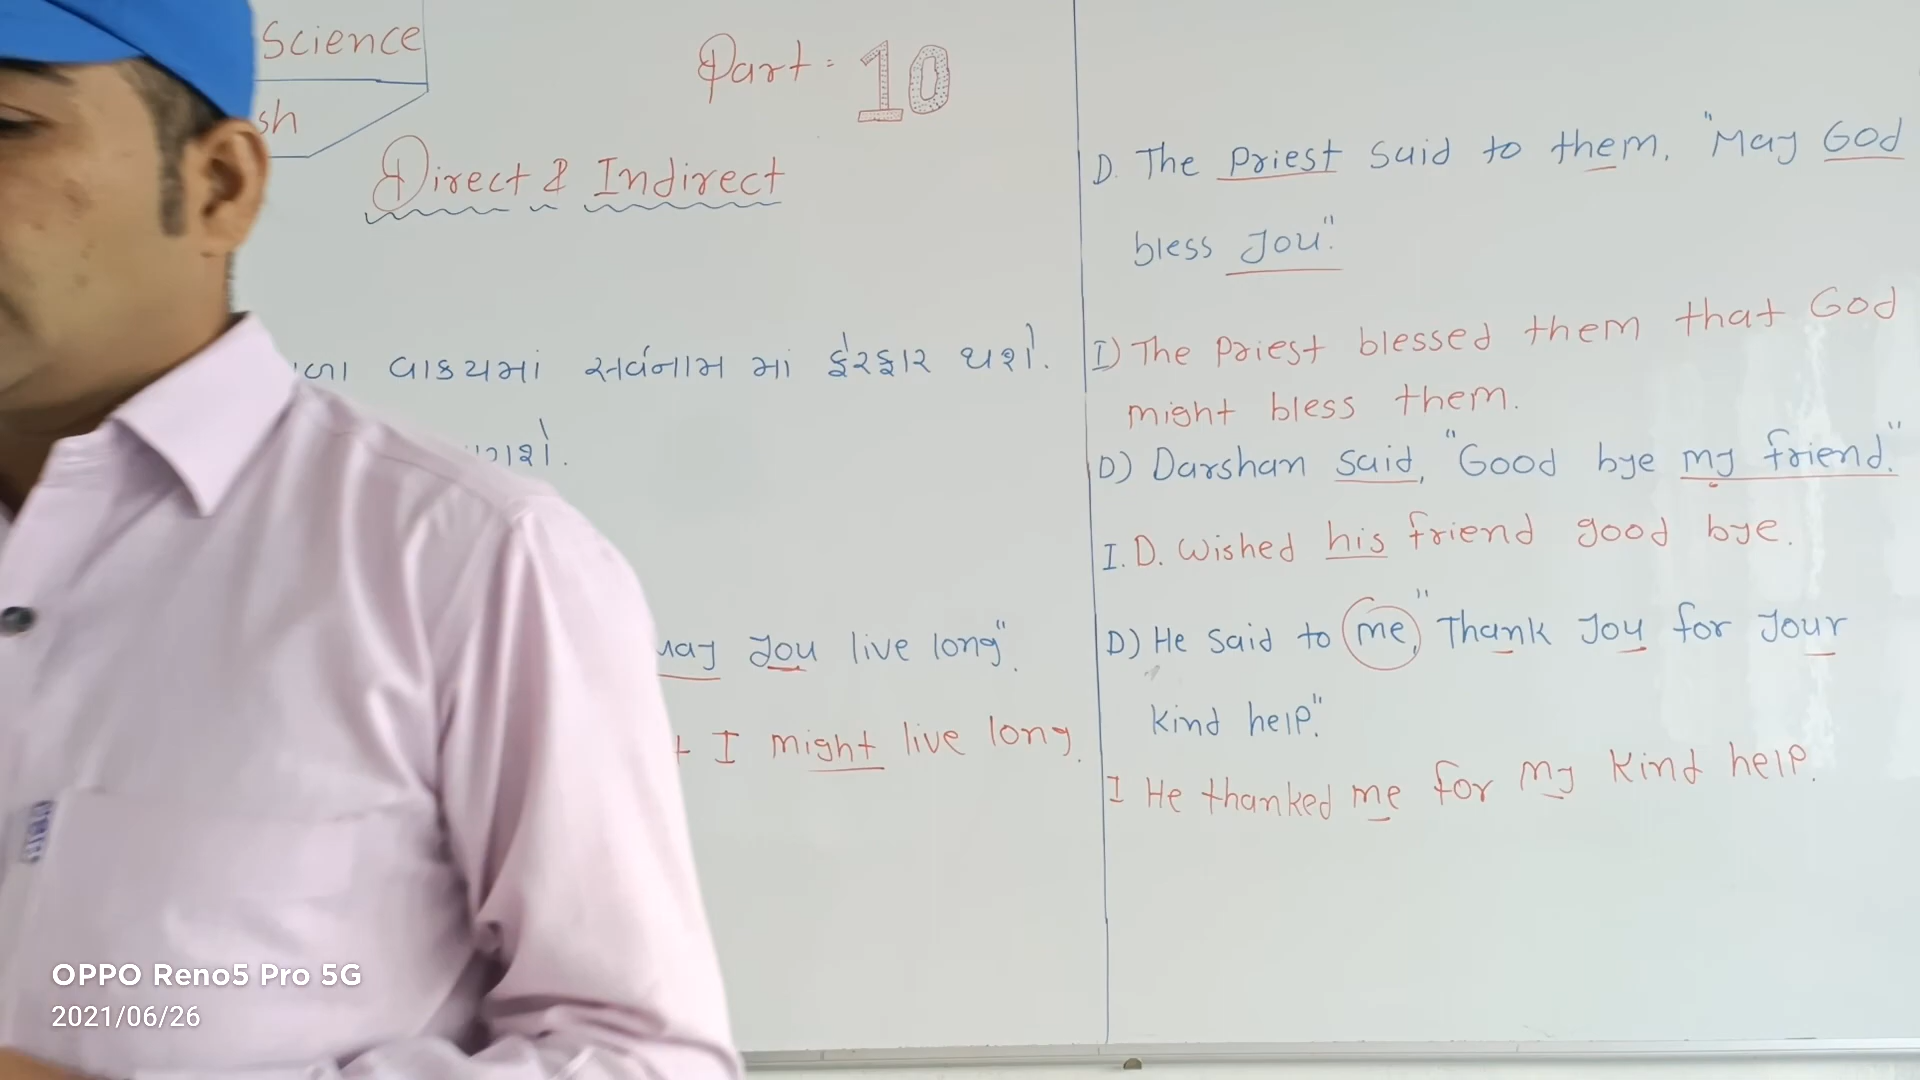 Science
Part : 10
Direct & Indirect
વાક્યમાં સર્વનામ માં ફેરફાર થશે.
you live long".
I might live long.
D. The Priest said to them, "May God
bless you".
I) The Priest blessed them that God
might bless them.
D) Darshan said, "Good bye my friend."
I. D. Wished his friend good bye.
D) He said to me, "Thank you for your
kind help".
I He thanked me for my kind help.
OPPO Reno5 Pro 5G
2021/06/26